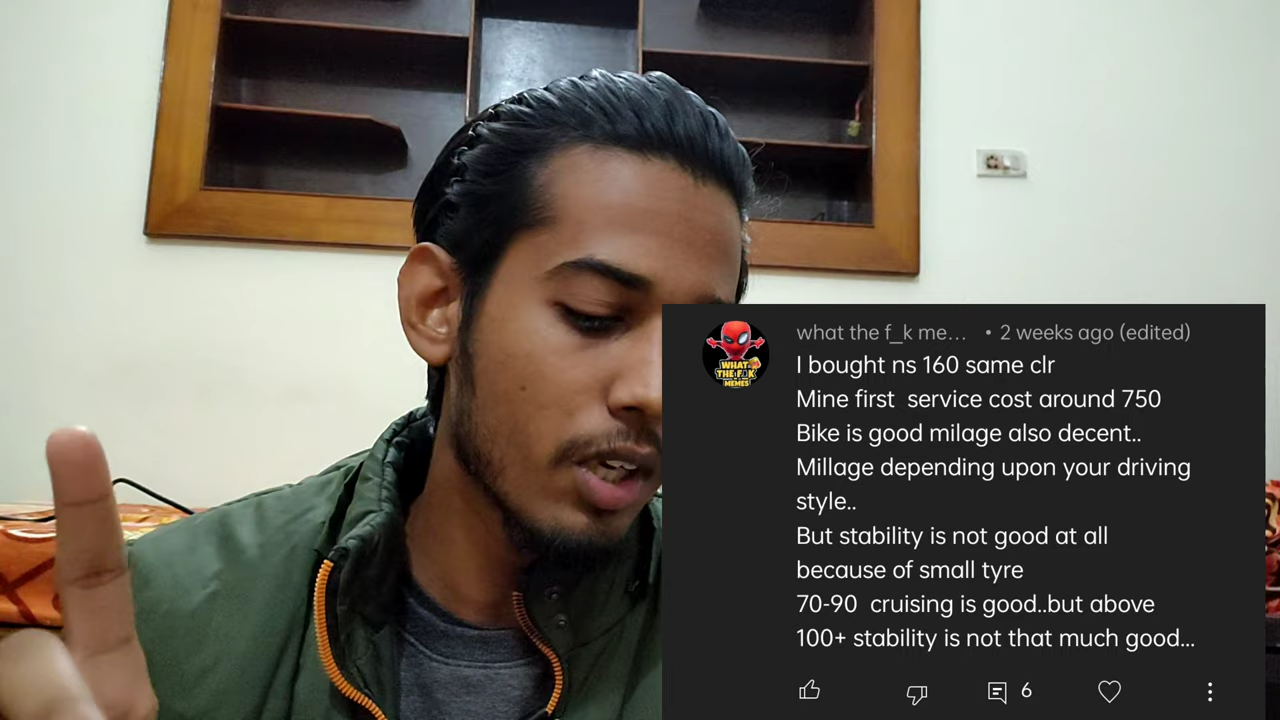 what the f_k me... • 2 weeks ago (edited)
WHAT
THE F K
MEMES
I bought ns 160 same clr
Mine first  service cost around 750
Bike is good milage also decent..
Millage depending upon your driving
style..
But stability is not good at all
because of small tyre
70-90  cruising is good..but above
100+ stability is not that much good...
6